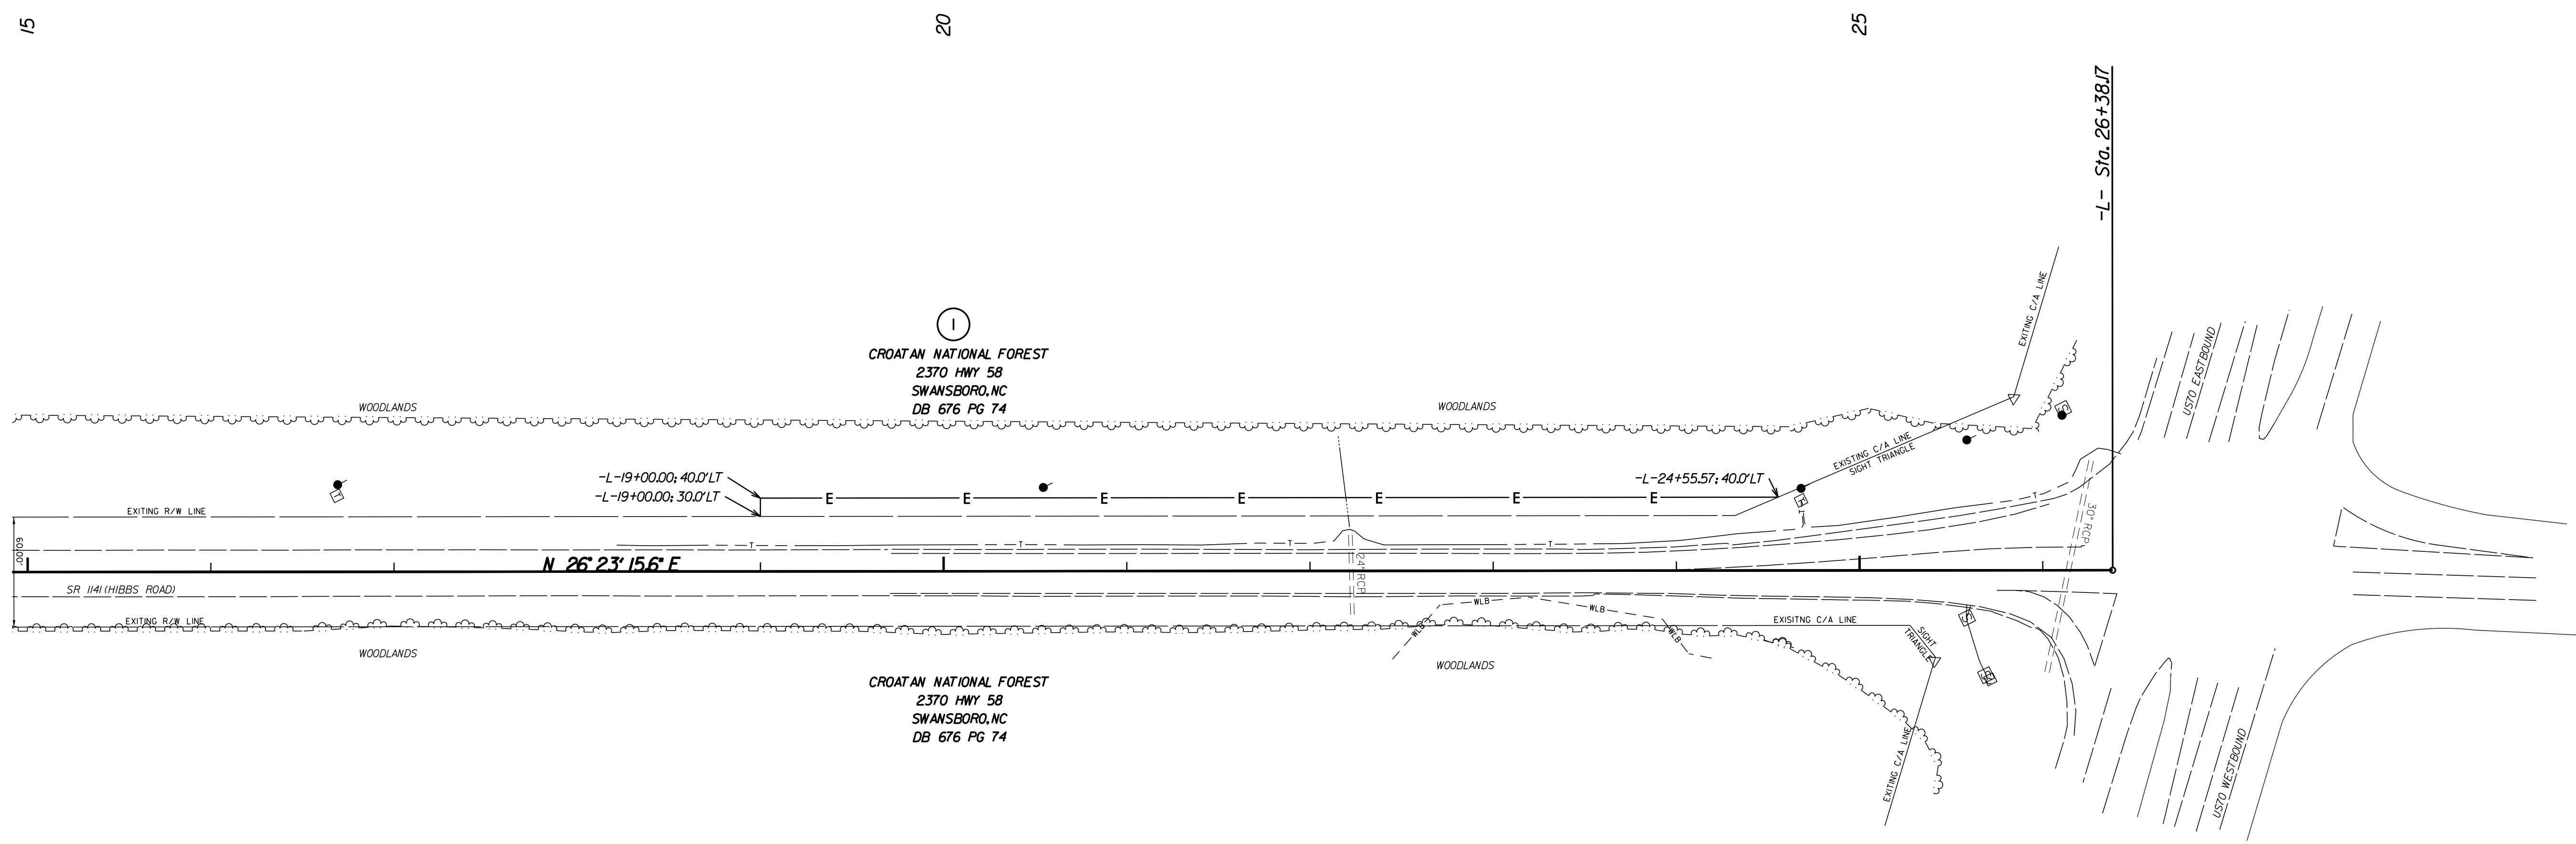 15
20
25
-L- Sta. 26+38.17
EXITING C/A LINE
1
CROATAN NATIONAL FOREST
2370 HWY 58
SWANSBORO, NC
DB 676 PG 74
US70 EASTBOUND
WOODLANDS
WOODLANDS
S
EXISTING C/A LINE
SIGHT TRIANGLE
-L-19+00.00; 40.0'LT
-L-19+00.00; 30.0'LT
-L-24+55.57; 40.0'LT
T
E E E E E E E
T
EXITING R/W LINE
30" RCP
60.00'
T T T T T
N 26° 23' 15.6" E
24" RCP
SR 1141 (HIBBS ROAD)
WLB
WLB
WLB
WLB
EXITING R/W LINE
EXISITNG C/A LINE
S
SIGHT
TRIANGLE
WOODLANDS
WOODLANDS
CROATAN NATIONAL FOREST
2370 HWY 58
SWANSBORO, NC
DB 676 PG 74
EXISTING C/A LINE
US70 WESTBOUND